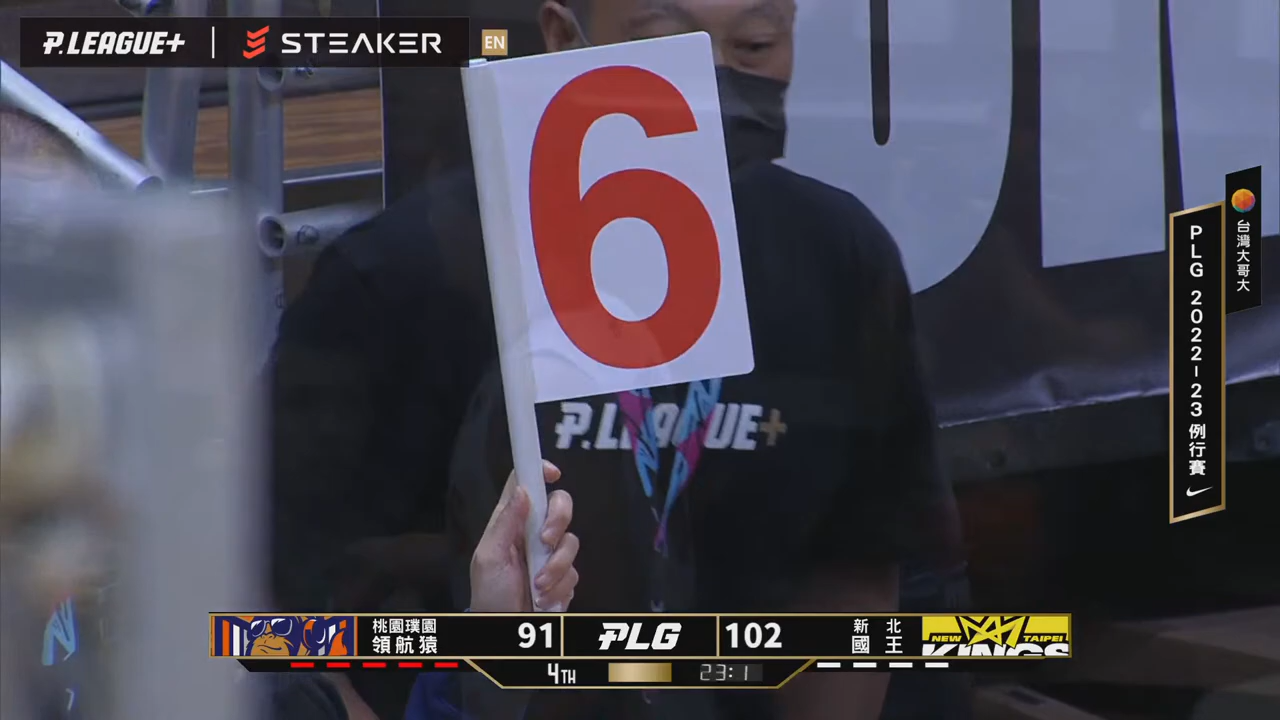 P.LEAGUE+ | STEAKER EN
6
P.LEAGUE+
台灣大哥大
PLG 2022-23 例行賽
桃園璞園
領航猿
91
PLG
102
新北
國王
NEW TAIPEI
KINGS
4TH
23:1